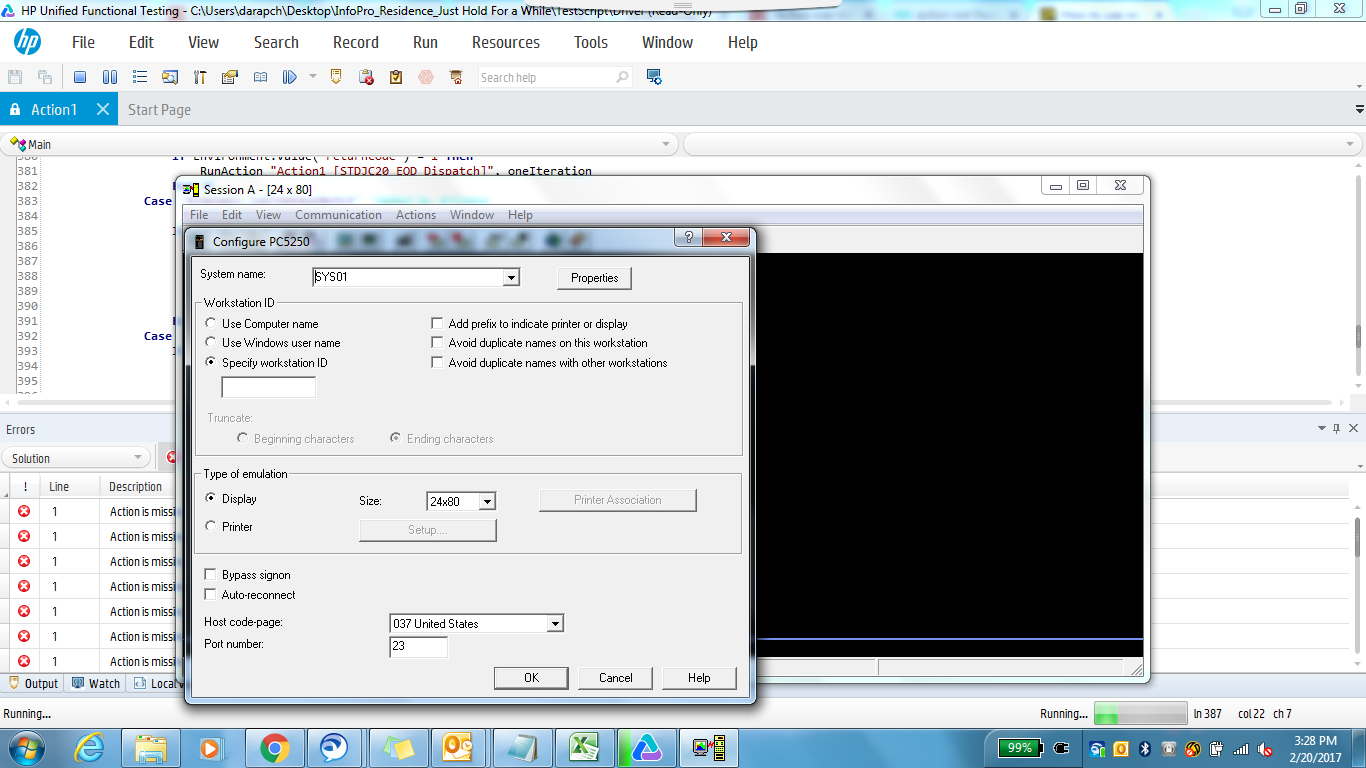 HP Unified Functional Testing - C:\Users\darapch\Desktop\InfoPro_Residence_Just Hold For a While\TestScript\Driver (Read-Only)
hp File Edit View Search Record Run Resources Tools Window Help
Search help
Action1 Start Page
Main
380 If Environment.Value("returncode") = 1 Then
381 RunAction "Action1 [STDJC20_EOD_Dispatch]", oneIteration
382
383 Case
384
385
386
387
388
389
390
391
392 Case
393
394
395
Session A - [24 x 80]
File Edit View Communication Actions Window Help
Configure PC5250
System name: SYS01 Properties
Workstation ID
Use Computer name Add prefix to indicate printer or display
Use Windows user name Avoid duplicate names on this workstation
Specify workstation ID Avoid duplicate names with other workstations
Truncate:
Beginning characters Ending characters
Type of emulation
Display Size: 24x80 Printer Association
Printer Setup....
Bypass signon
Auto-reconnect
Host code-page: 037 United States
Port number: 23
OK Cancel Help
Errors
Solution
! Line Description
1 Action is missi
1 Action is missi
1 Action is missi
1 Action is missi
1 Action is missi
1 Action is missi
1 Action is missi
Output Watch Local
Running... Running... ln 387 col 22 ch 7
99% 3:28 PM
2/20/2017